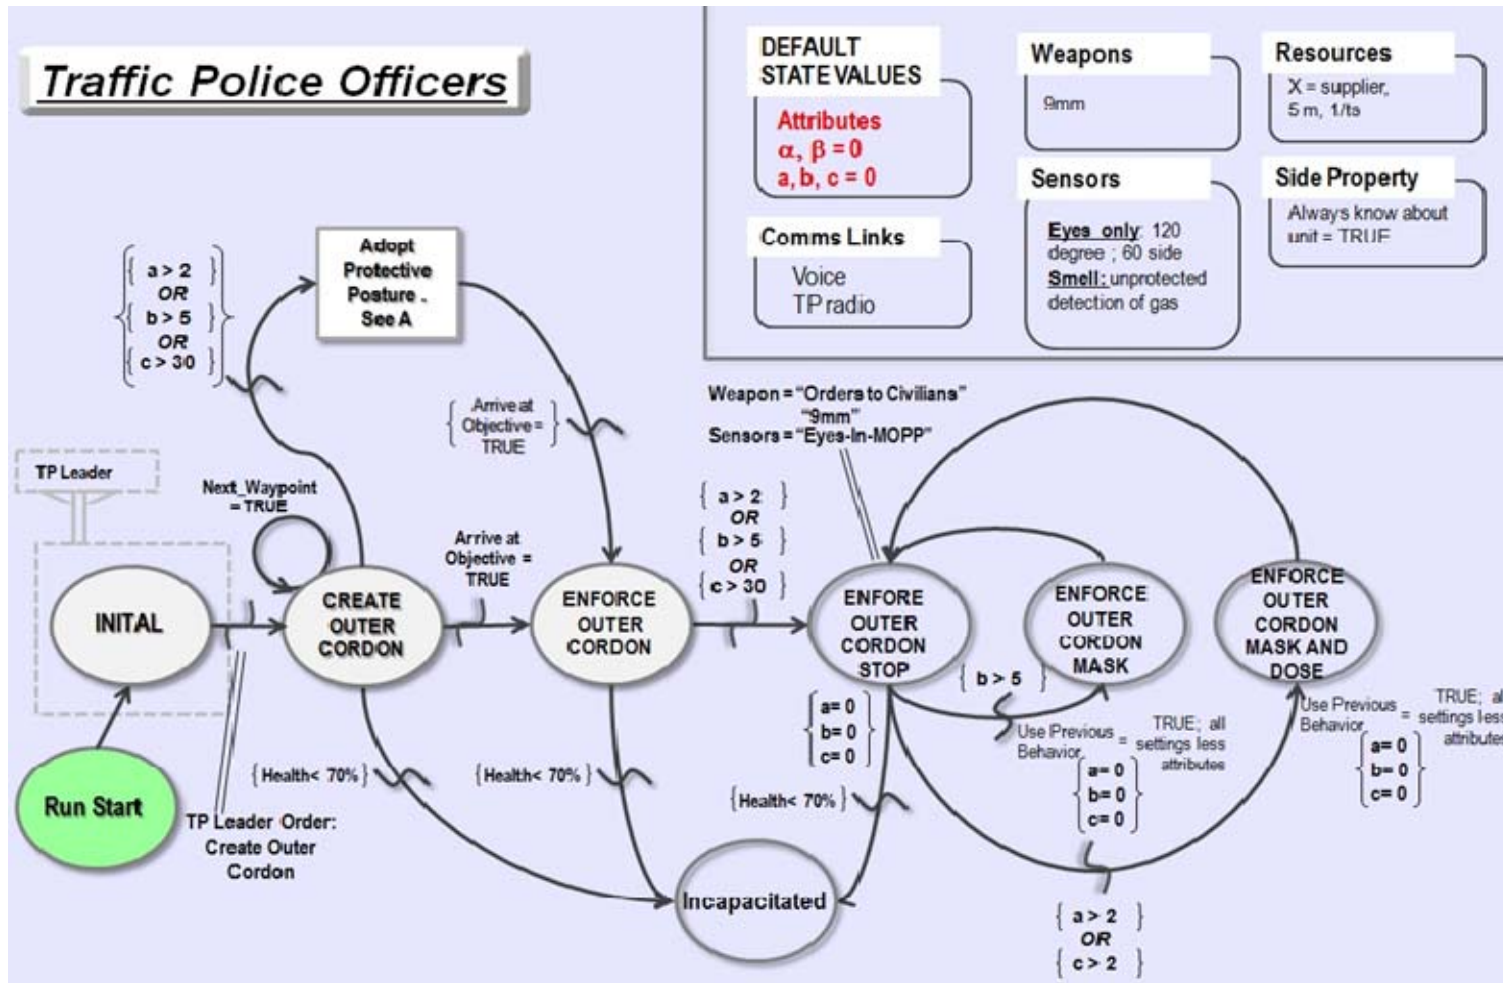 Traffic Police Officers
DEFAULT
STATE VALUES
Attributes
α, β = 0
a, b, c = 0
Comms Links
Voice
TP radio
Weapons
9mm
Sensors
Eyes only: 120
degree ; 60 side
Smell: unprotected
detection of gas
Resources
X = supplier,
5 m, 1/ts
Side Property
Always know about
unit = TRUE
{ a > 2 }
OR
{ b > 5 }
OR
{ c > 30 }
Adopt
Protective
Posture .
See A
{ Arrive at
Objective =
TRUE }
Weapon = “Orders to Civilians”
“9mm”
Sensors = “Eyes-In-MOPP”
TP Leader
Next_Waypoint
= TRUE
Arrive at
Objective =
TRUE
{ a > 2 }
OR
{ b > 5 }
OR
{ c > 30 }
INITAL
CREATE
OUTER
CORDON
ENFORCE
OUTER
CORDON
ENFORE
OUTER
CORDON
STOP
ENFORCE
OUTER
CORDON
MASK
ENFORCE
OUTER
CORDON
MASK AND
DOSE
{ b > 5 }
a= 0
b= 0
c= 0
Use Previous
Behavior
= TRUE; all
settings less
attributes
a= 0
b= 0
c= 0
Use Previous
Behavior
= TRUE;
settings less
a= 0
b= 0
c= 0
Run Start
TP Leader Order:
Create Outer
Cordon
{Health< 70%}
{Health< 70%}
{Health< 70%}
Incapacitated
{ a > 2 }
OR
{ c > 2 }